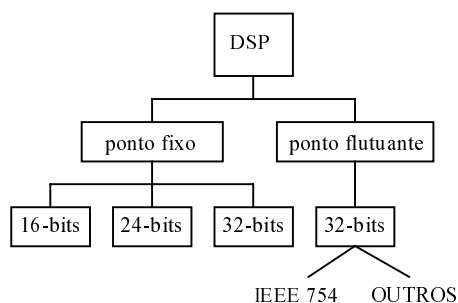 DSP
ponto fixo
ponto flutuante
16-bits
24-bits
32-bits
32-bits
IEEE 754
OUTROS